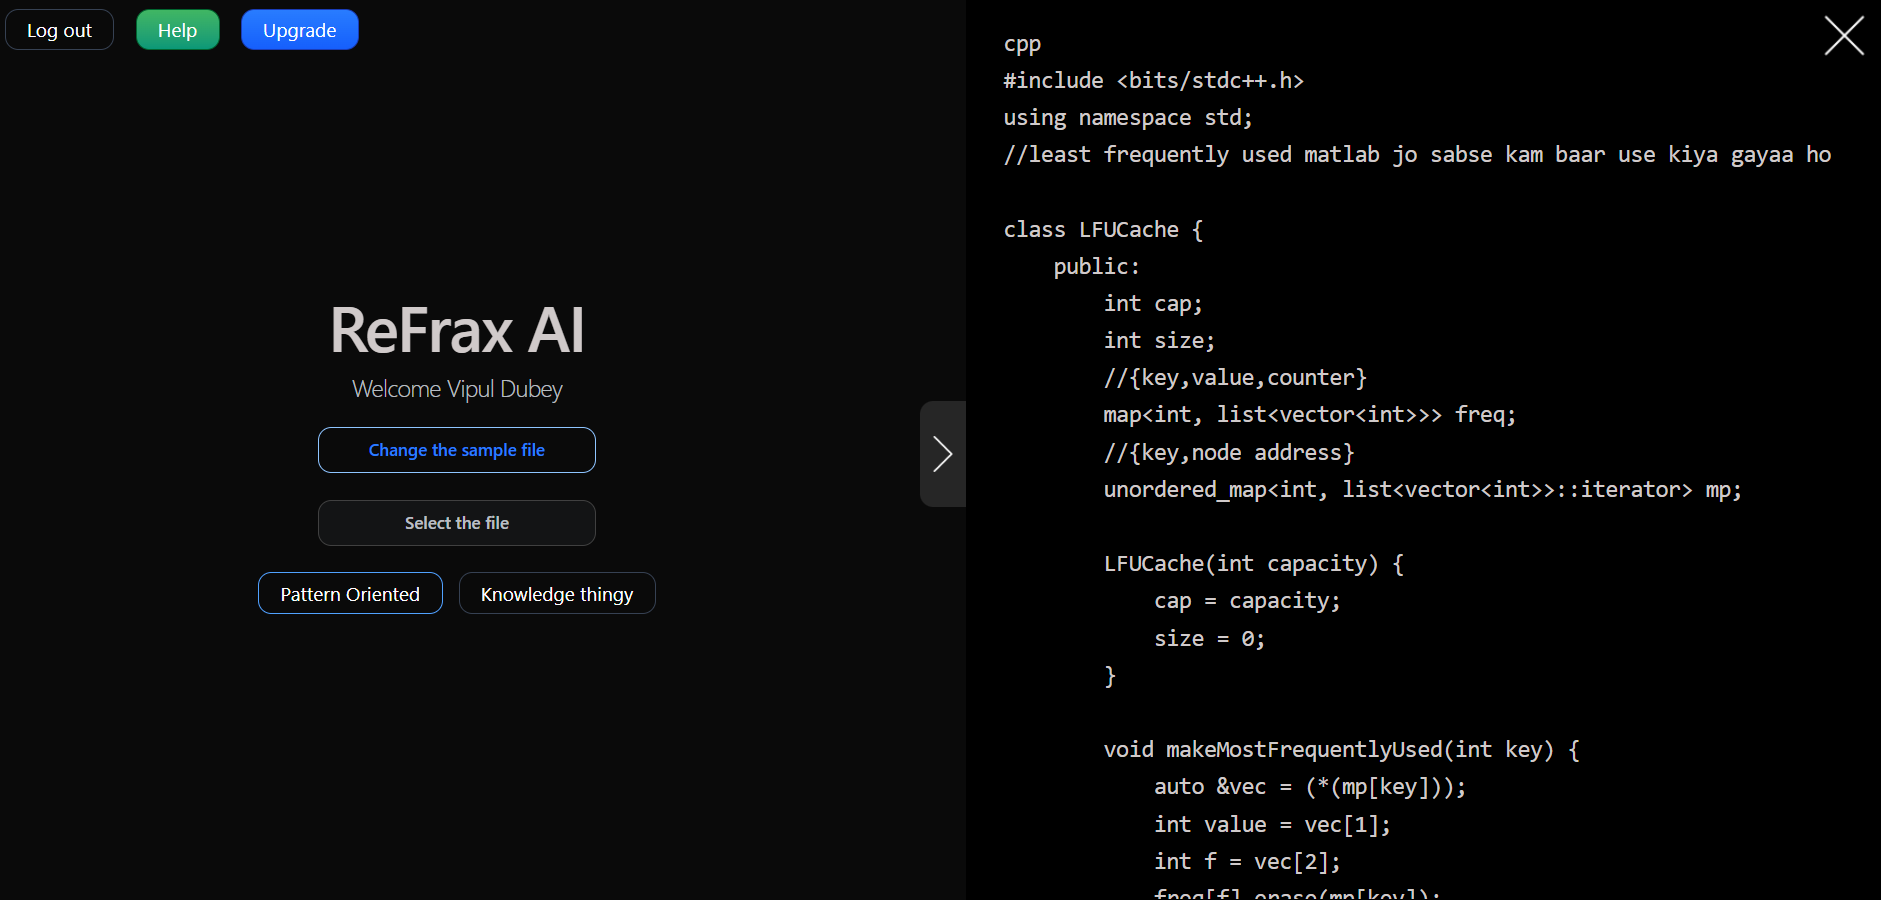 Log out
Help
Upgrade
ReFrax AI
Welcome Vipul Dubey
Change the sample file
Select the file
Pattern Oriented
Knowledge thingy
cpp
#include <bits/stdc++.h>
using namespace std;
//least frequently used matlab jo sabse kam baar use kiya gayaa ho
class LFUCache {
public:
int cap;
int size;
//{key,value,counter}
map<int, list<vector<int>>> freq;
//{key,node address}
unordered_map<int, list<vector<int>>::iterator> mp;
LFUCache(int capacity) {
cap = capacity;
size = 0;
}
void makeMostFrequentlyUsed(int key) {
auto &vec = (*(mp[key]));
int value = vec[1];
int f = vec[2];
freq[f].erase(mp[key]);